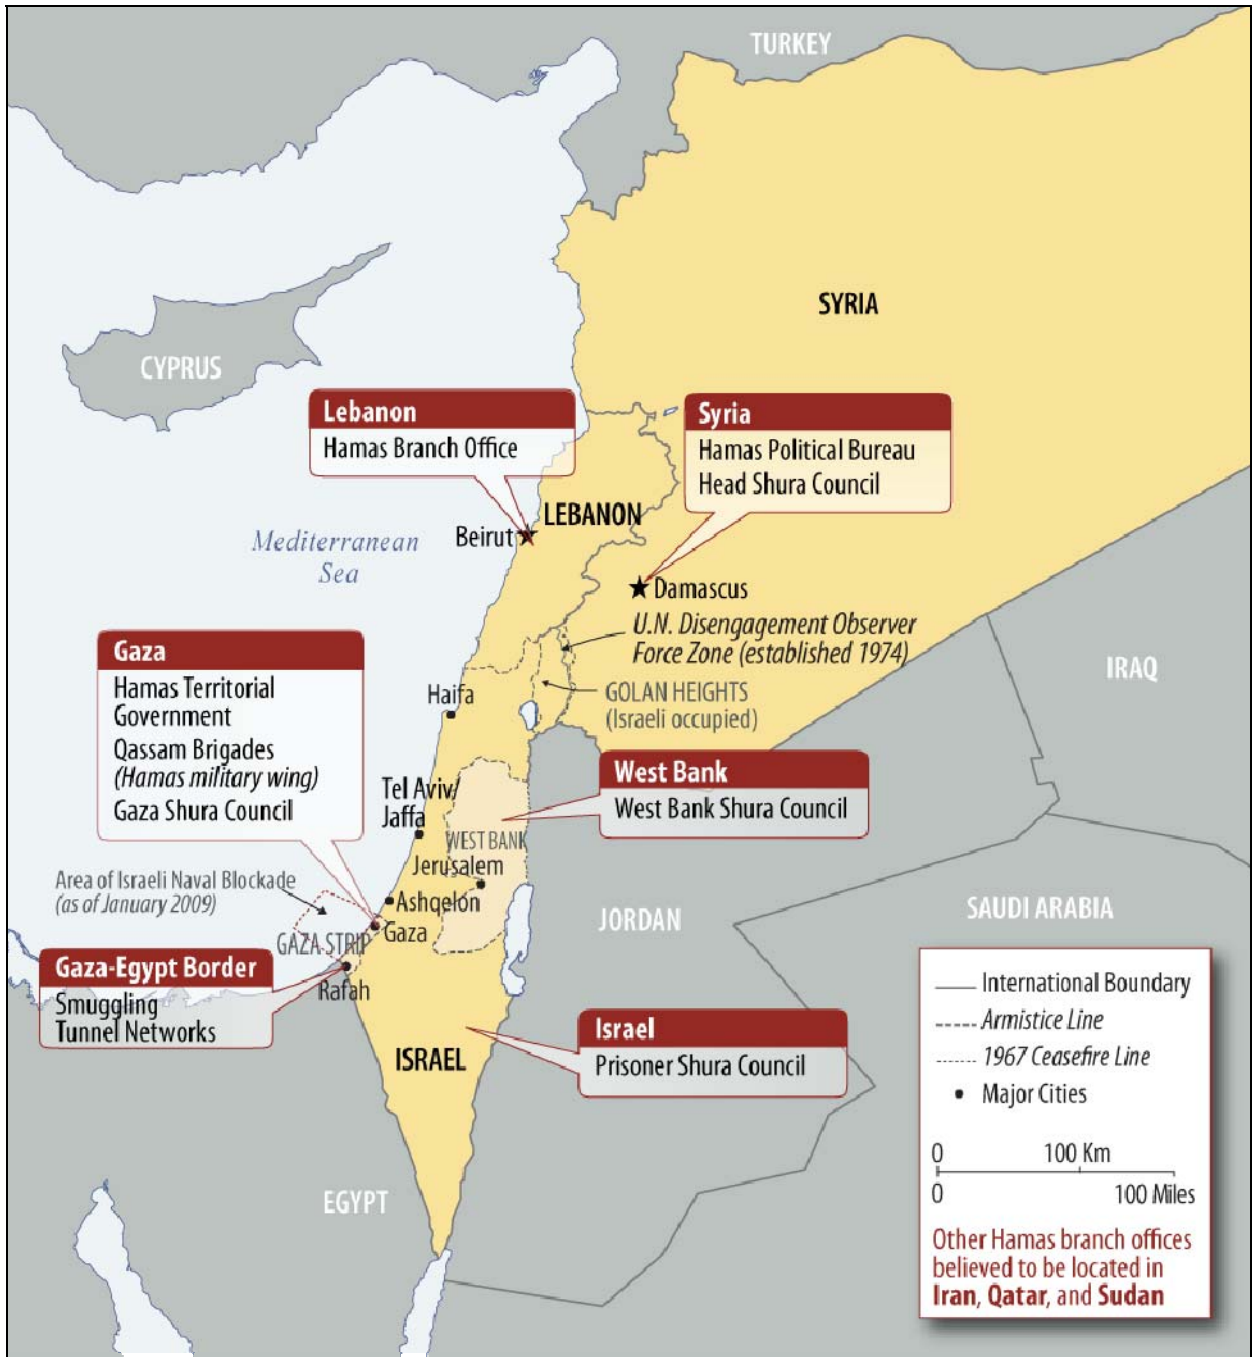 TURKEY
SYRIA
CYPRUS
Lebanon
Hamas Branch Office
Syria
Hamas Political Bureau
Head Shura Council
LEBANON
Beirut
Mediterranean
Sea
Damascus
U.N. Disengagement Observer
Force Zone (established 1974)
GOLAN HEIGHTS
(Israeli occupied)
IRAQ
Gaza
Hamas Territorial
Government
Qassam Brigades
(Hamas military wing)
Gaza Shura Council
Haifa
West Bank
West Bank Shura Council
Tel Aviv/
Jaffa
WEST BANK
Jerusalem
Area of Israeli Naval Blockade
(as of January 2009)
Ashqelon
Gaza
GAZA STRIP
JORDAN
SAUDI ARABIA
Gaza-Egypt Border
Smuggling
Tunnel Networks
Rafah
ISRAEL
Israel
Prisoner Shura Council
EGYPT
International Boundary
Armistice Line
1967 Ceasefire Line
Major Cities
0 100 Km
0 100 Miles
Other Hamas branch offices
believed to be located in
Iran, Qatar, and Sudan